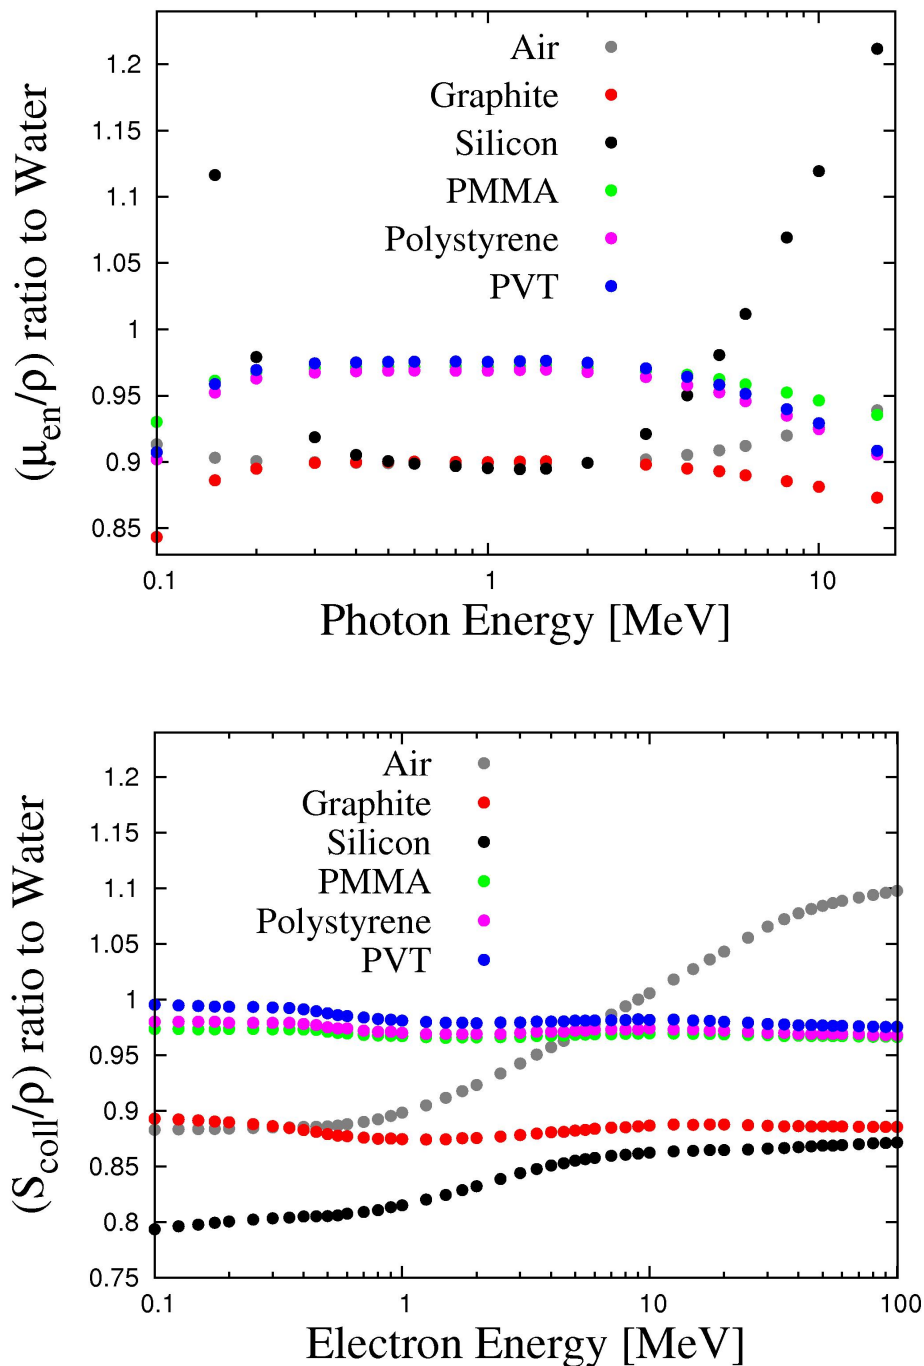 Air
Graphite
Silicon
PMMA
Polystyrene
PVT
(μen/ρ) ratio to Water
1.2
1.15
1.1
1.05
1
0.95
0.9
0.85
0.1 1 10
Photon Energy [MeV]
Air
Graphite
Silicon
PMMA
Polystyrene
PVT
(Scoll/ρ) ratio to Water
1.2
1.15
1.1
1.05
1
0.95
0.9
0.85
0.8
0.75
0.1 1 10 100
Electron Energy [MeV]